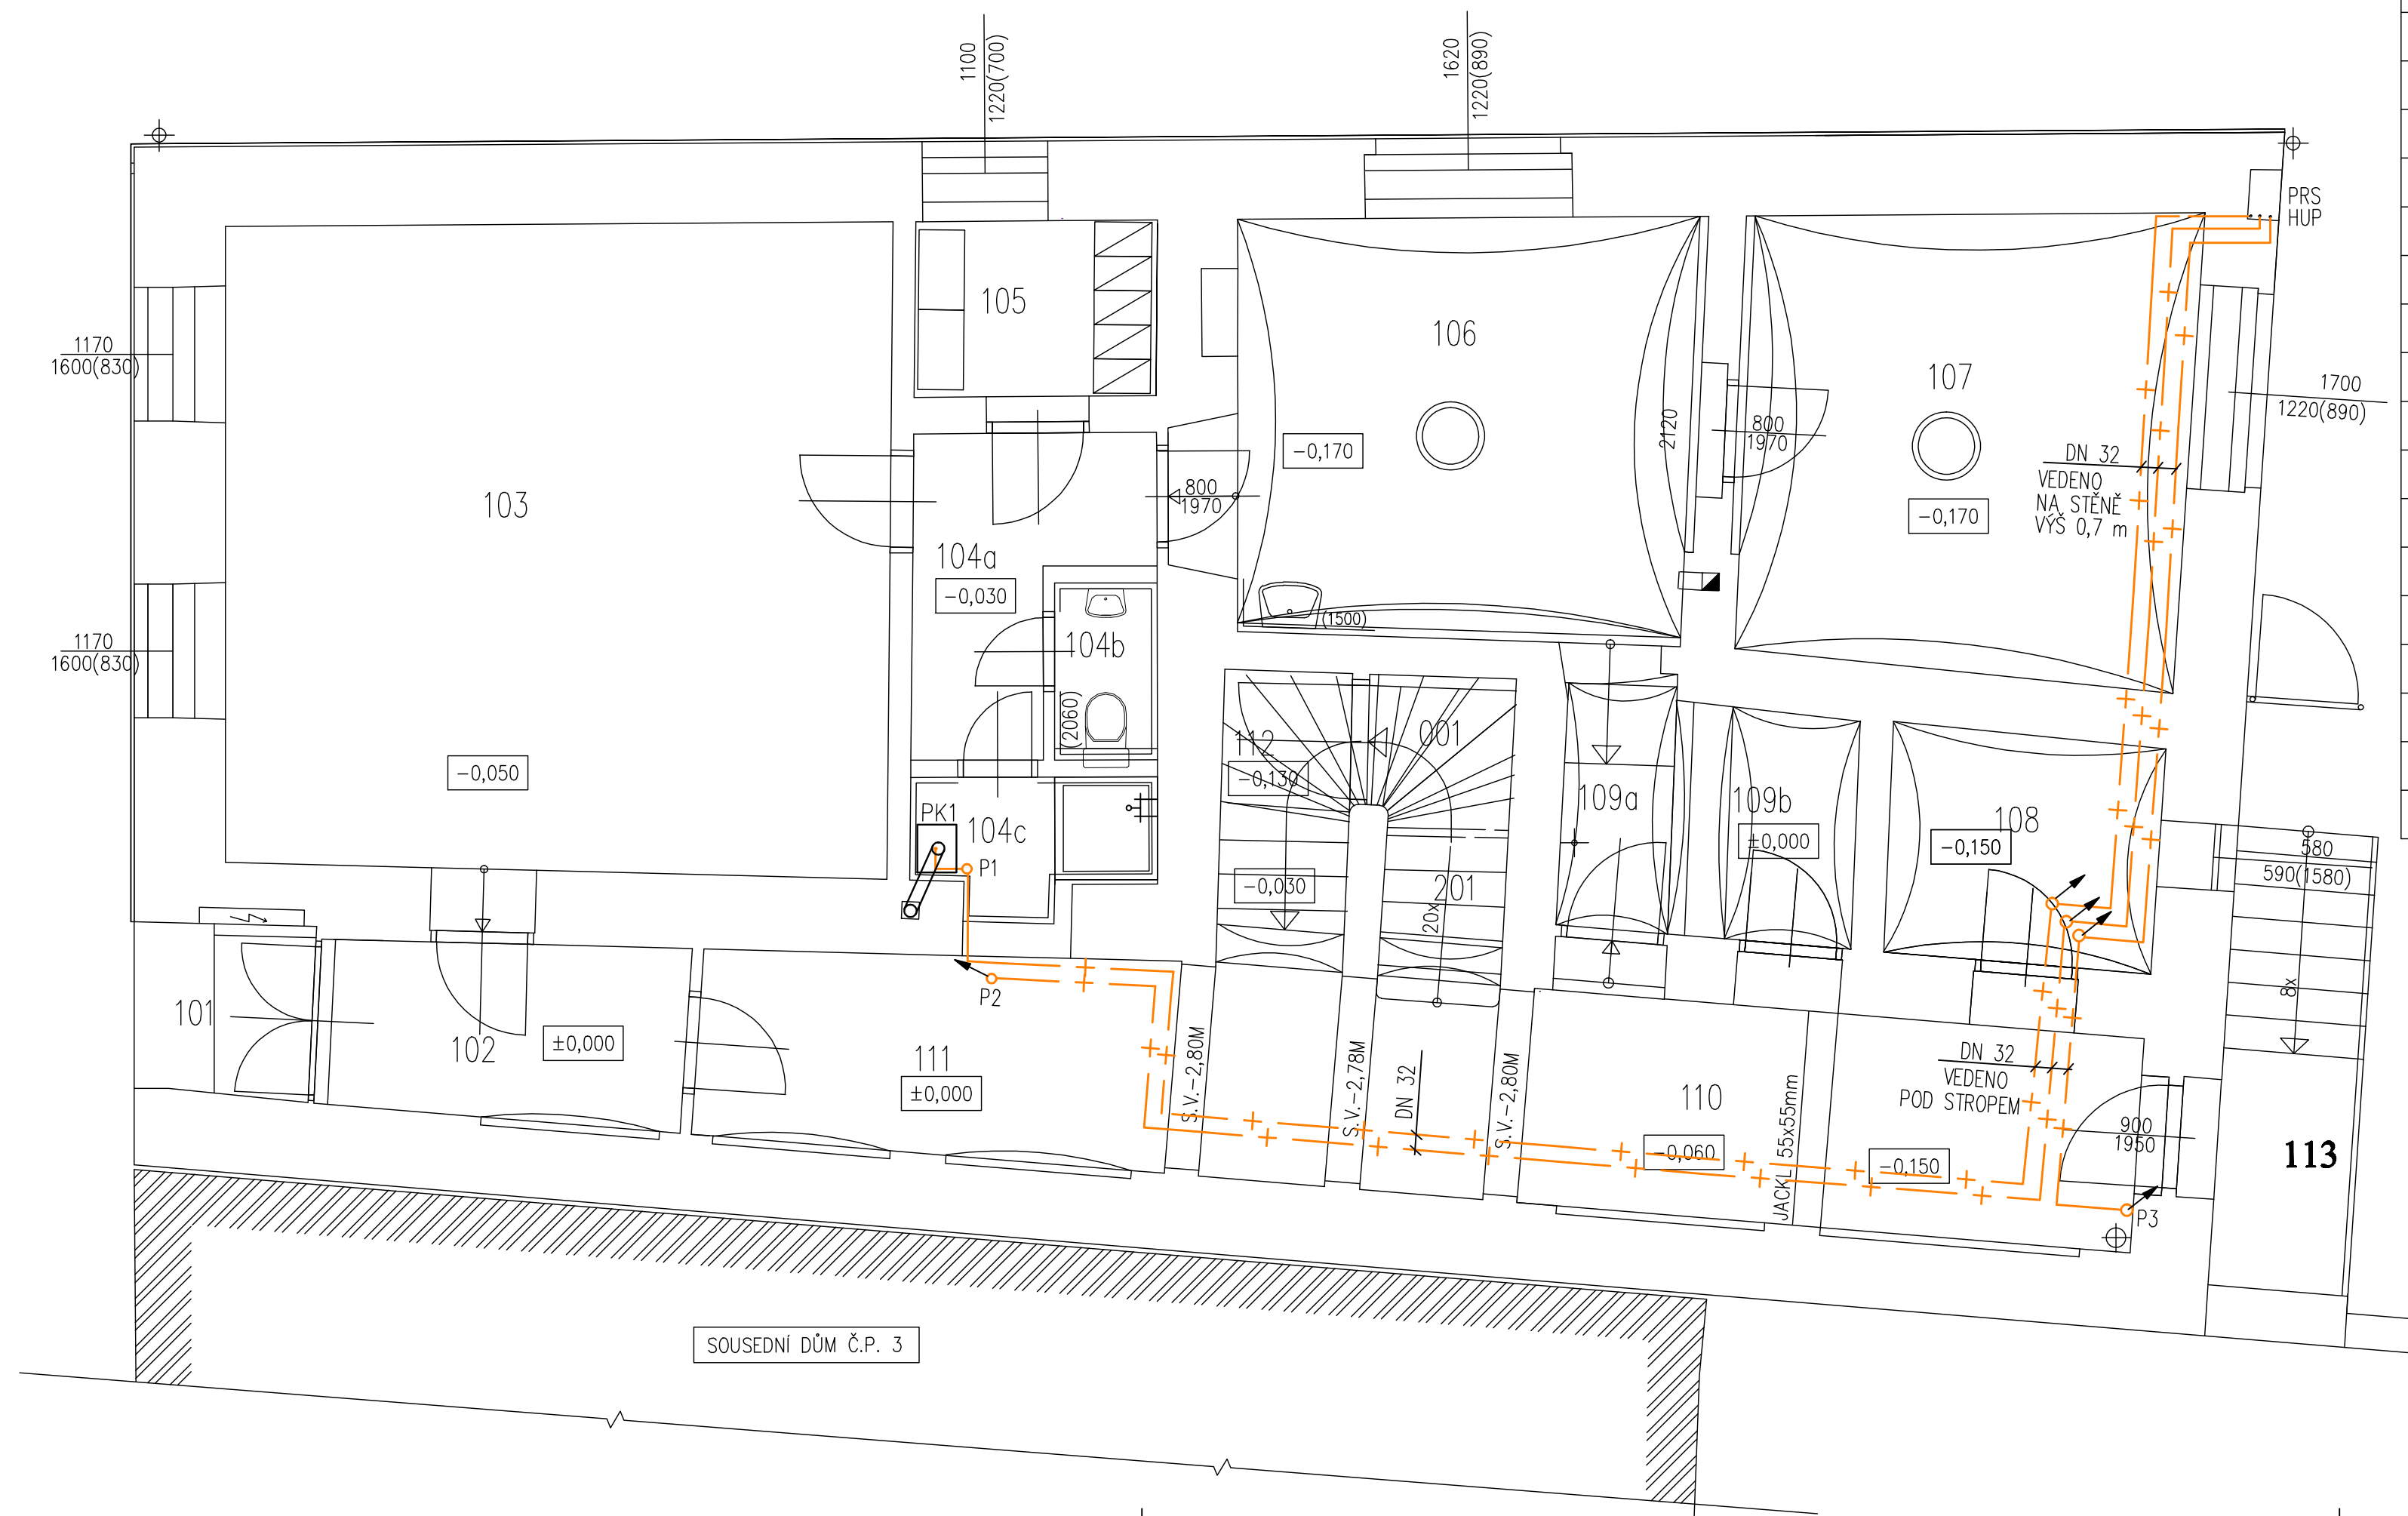 1100
1220(700)
1620
1220(890)
PRS
HUP
105
106
107
1170
1600(830)
1700
1220(890)
-0,170
2120
800
1970
DN 32
VEDENO
NA STĚNĚ
VÝŠ 0,7 m
103
800
1970
-0,170
104a
-0,030
104b
(1500)
1170
1600(830)
(2060)
112
001
-0,130
-0,050
109a
109b
108
PK1
104c
±0,000
-0,150
580
590(1580)
P1
-0,030
201
20x
101
102
±0,000
P2
111
±0,000
S.V.-2,80M
S.V.-2,78M
DN 32
S.V.-2,80M
110
JACKL 55x55mm
DN 32
VEDENO
POD STROPEM
8x
900
1950
113
-0,060
-0,150
P3
SOUSEDNÍ DŮM Č.P. 3